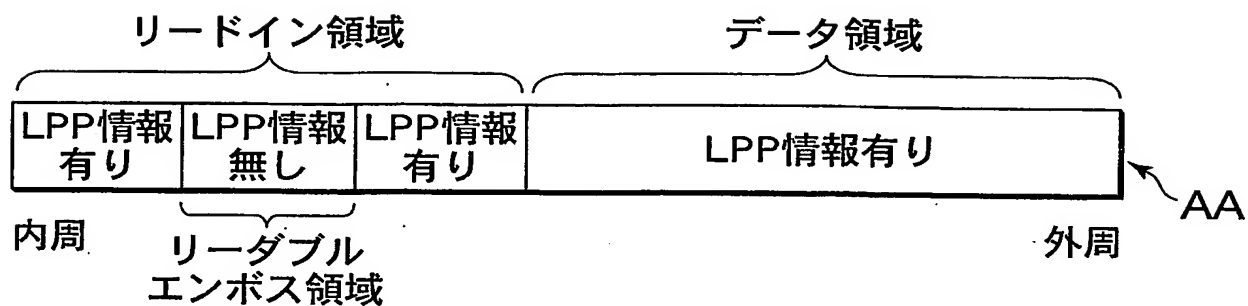 リードイン領域
データ領域
LPP情報
有り
LPP情報
無し
LPP情報
有り
LPP情報有り
AA
内周
外周
リーダブル
エンボス領域